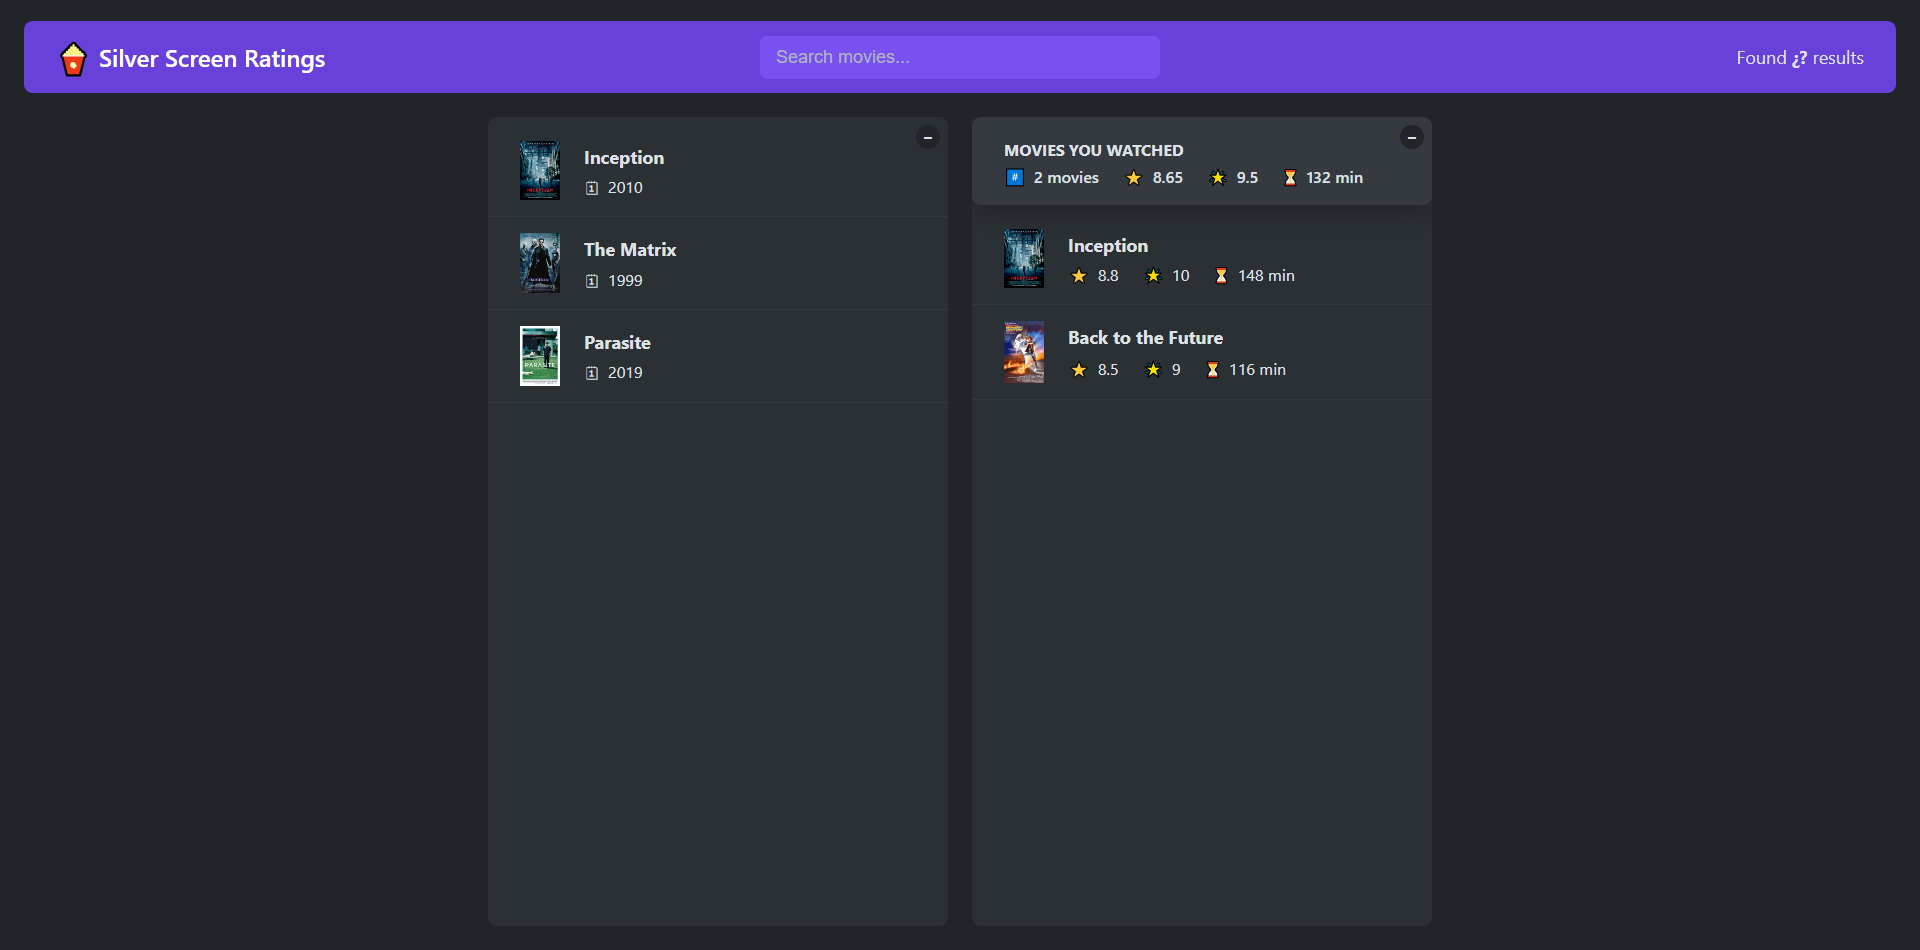 Silver Screen Ratings
Search movies...
Found ¿? results
–
Inception
2010
The Matrix
1999
PARASITE
Parasite
2019
–
MOVIES YOU WATCHED
# 2 movies 8.65 9.5 132 min
INCEPTION
Inception
8.8 10 148 min
Back to the Future
8.5 9 116 min